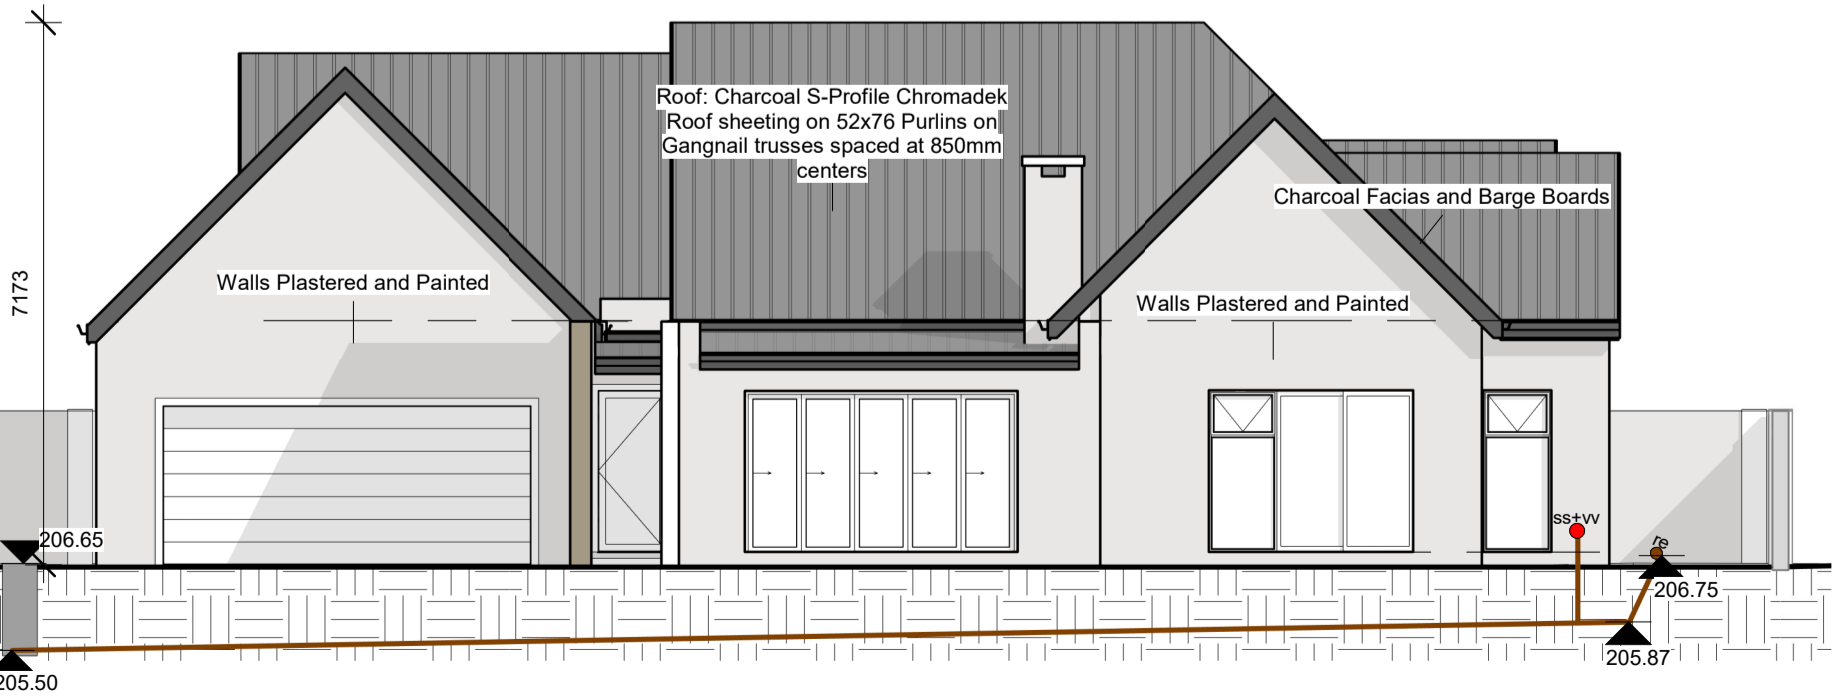 Roof: Charcoal S-Profile Chromadek
Roof sheeting on 52x76 Purlins on
Gangnail trusses spaced at 850mm
centers
Charcoal Facias and Barge Boards
Walls Plastered and Painted
Walls Plastered and Painted
7173
206.65
ss+vv
re
206.75
205.87
205.50